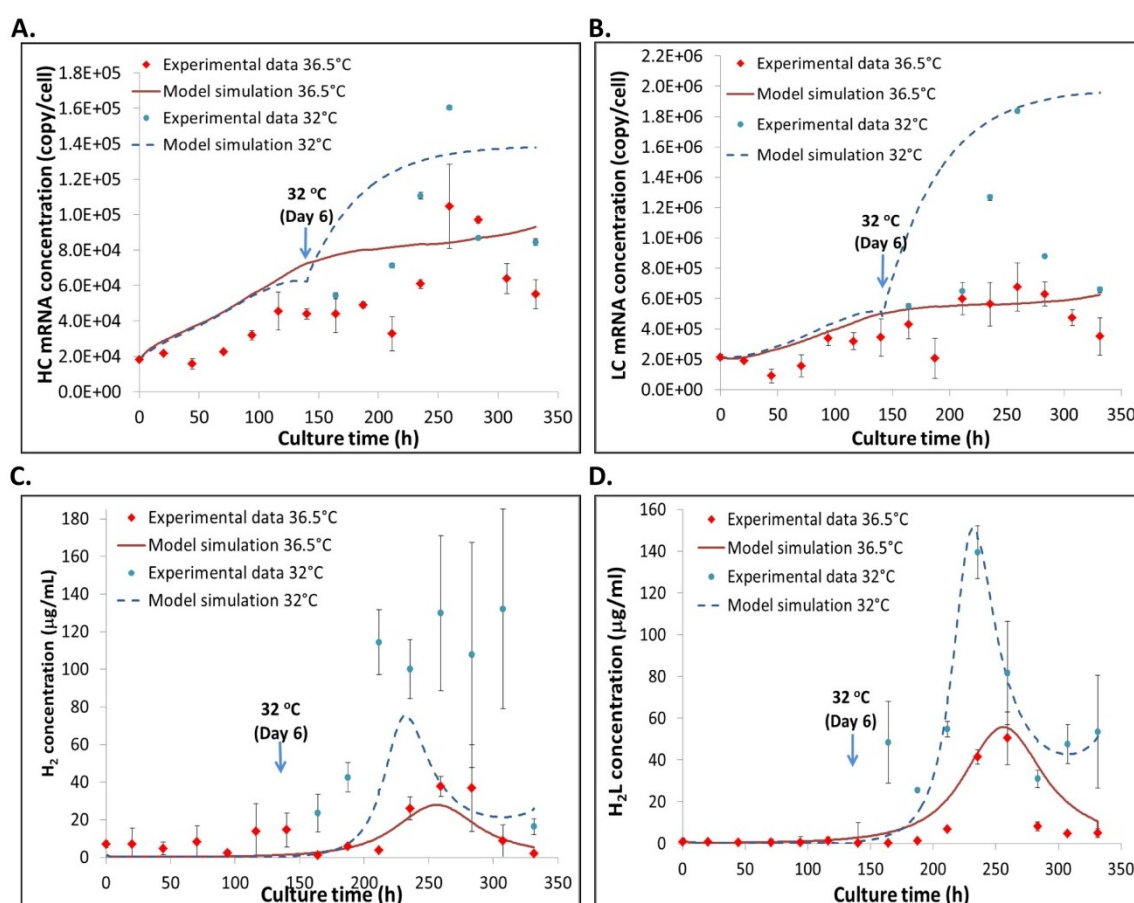 A.
HC mRNA concentration (copy/cell)
1.8E+05
1.6E+05
1.4E+05
1.2E+05
1.0E+05
8.0E+04
6.0E+04
4.0E+04
2.0E+04
0.0E+00
Experimental data 36.5°C
Model simulation 36.5°C
Experimental data 32°C
Model simulation 32°C
32 °C
(Day 6)
0 50 100 150 200 250 300 350
Culture time (h)
B.
LC mRNA concentration (copy/cell)
2.2E+06
2.0E+06
1.8E+06
1.6E+06
1.4E+06
1.2E+06
1.0E+06
8.0E+05
6.0E+05
4.0E+05
2.0E+05
0.0E+00
Experimental data 36.5°C
Model simulation 36.5°C
Experimental data 32°C
Model simulation 32°C
32 °C
(Day 6)
0 50 100 150 200 250 300 350
Culture time (h)
C.
H₂ concentration (µg/mL)
180
160
140
120
100
80
60
40
20
0
Experimental data 36.5°C
Model simulation 36.5°C
Experimental data 32°C
Model simulation 32°C
32 °C
(Day 6)
0 50 100 150 200 250 300 350
Culture time (h)
D.
H₂L concentration (µg/ml)
160
140
120
100
80
60
40
20
0
Experimental data 36.5°C
Model simulation 36.5°C
Experimental data 32°C
Model simulation 32°C
32 °C
(Day 6)
0 50 100 150 200 250 300 350
Culture time (h)